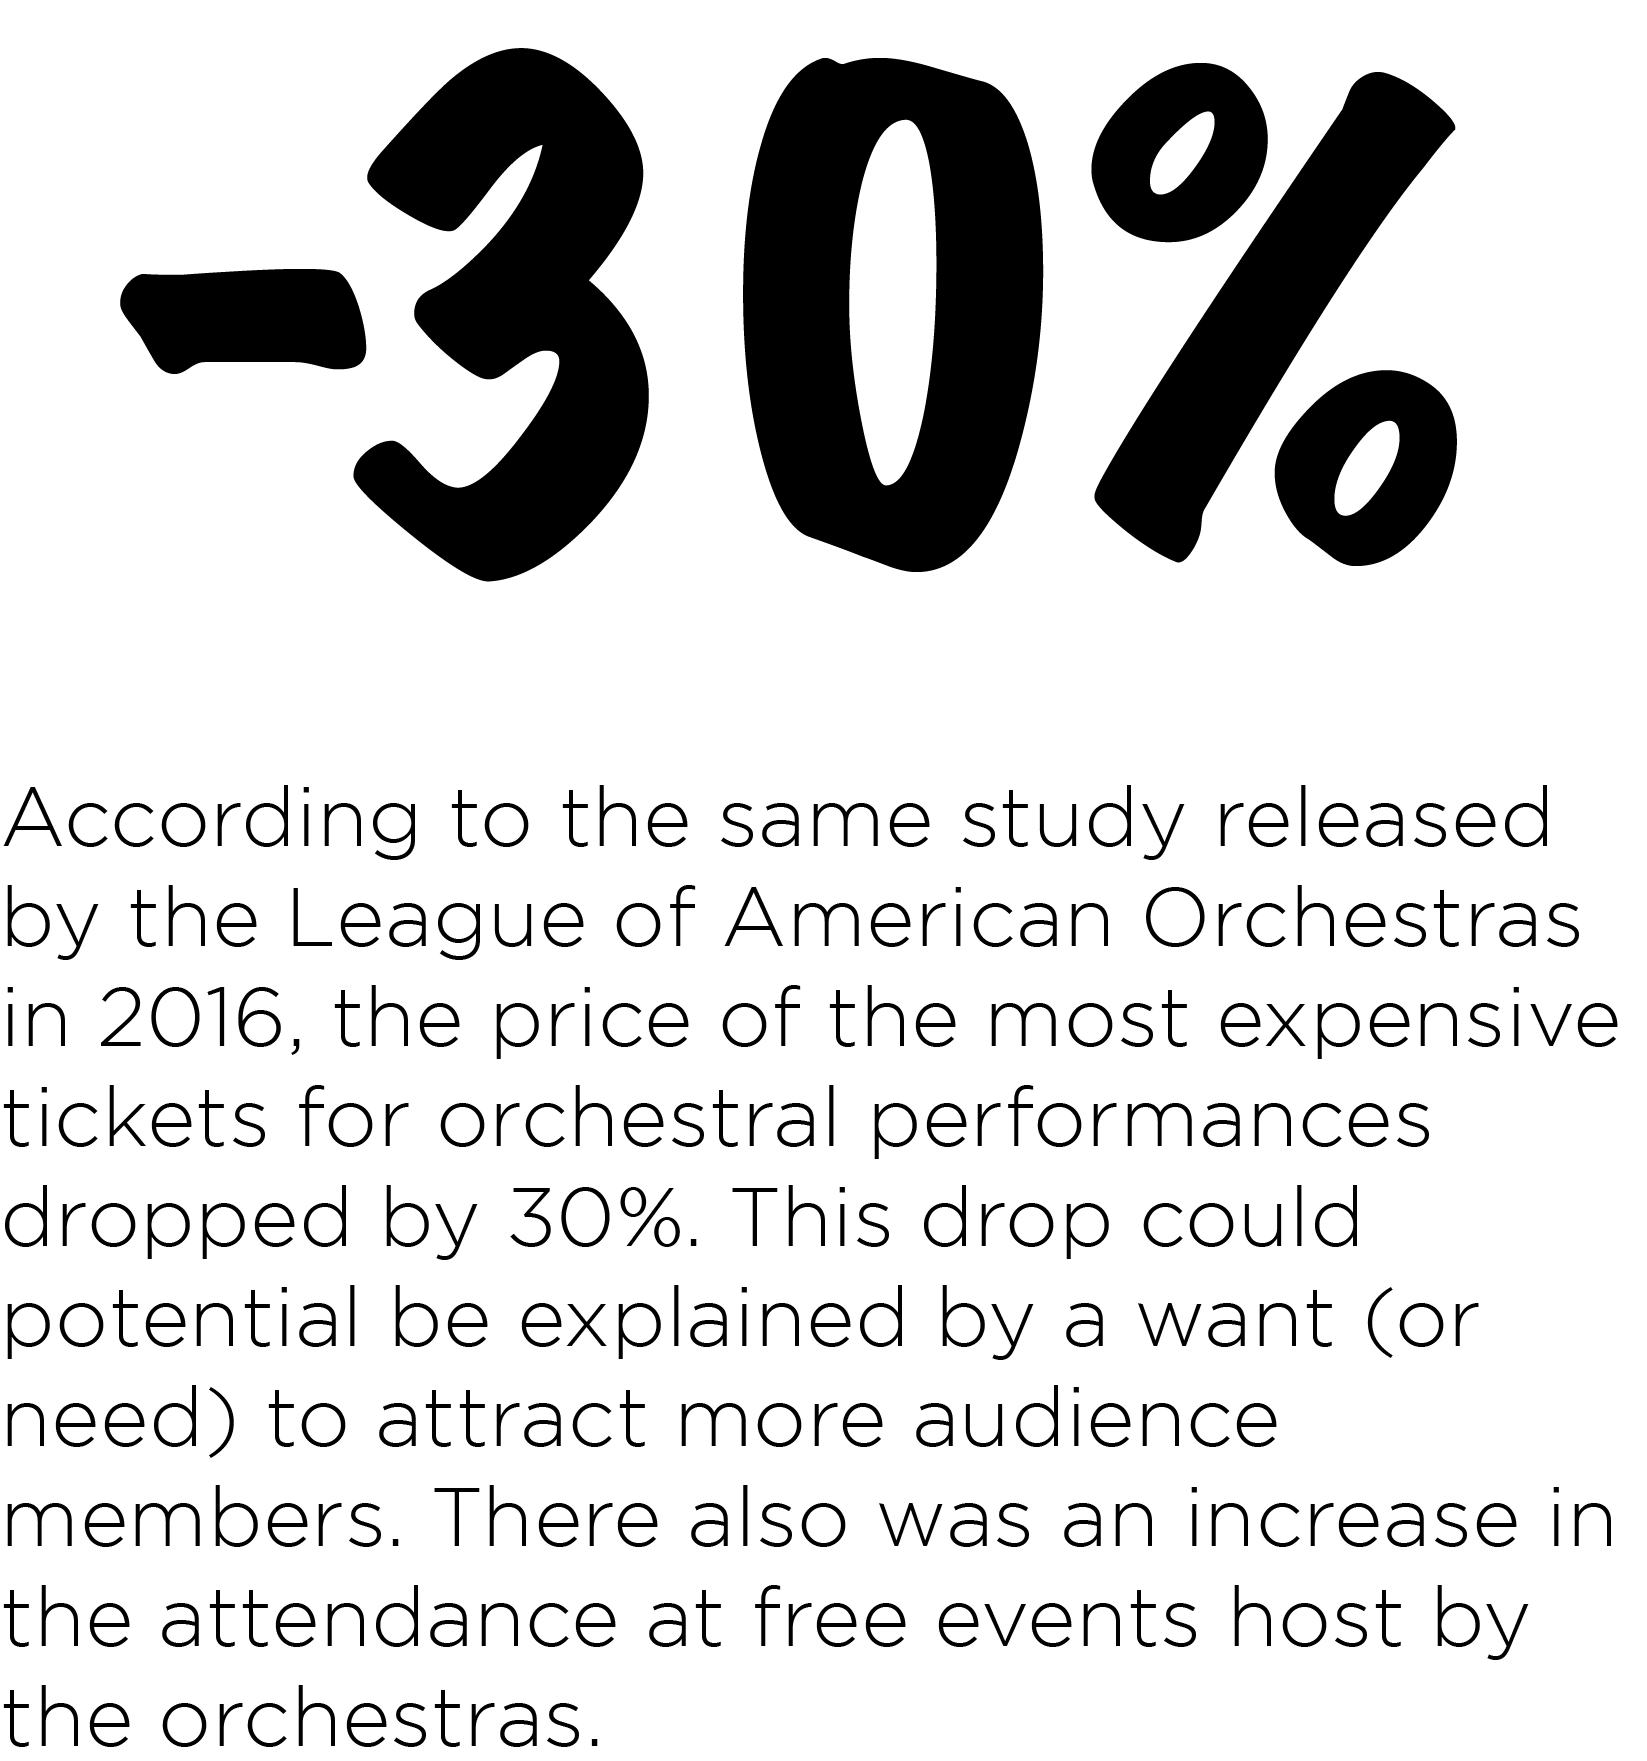 -30%
According to the same study released
by the League of American Orchestras
in 2016, the price of the most expensive
tickets for orchestral performances
dropped by 30%. This drop could
potential be explained by a want (or
need) to attract more audience
members. There also was an increase in
the attendance at free events host by
the orchestras.